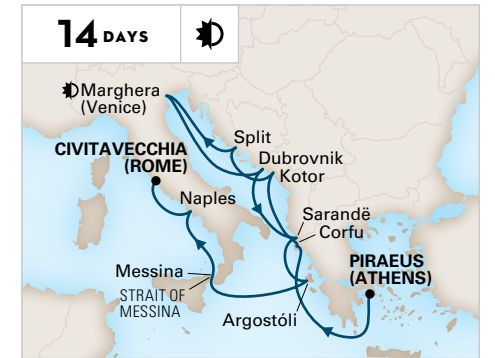 14 DAYS
Marghera
(Venice)
Split
CIVITAVECCHIA
(ROME)
Dubrovnik
Kotor
Naples
Sarandë
Corfu
PIRAEUS
(ATHENS)
Messina
STRAIT OF
MESSINA
Argostóli